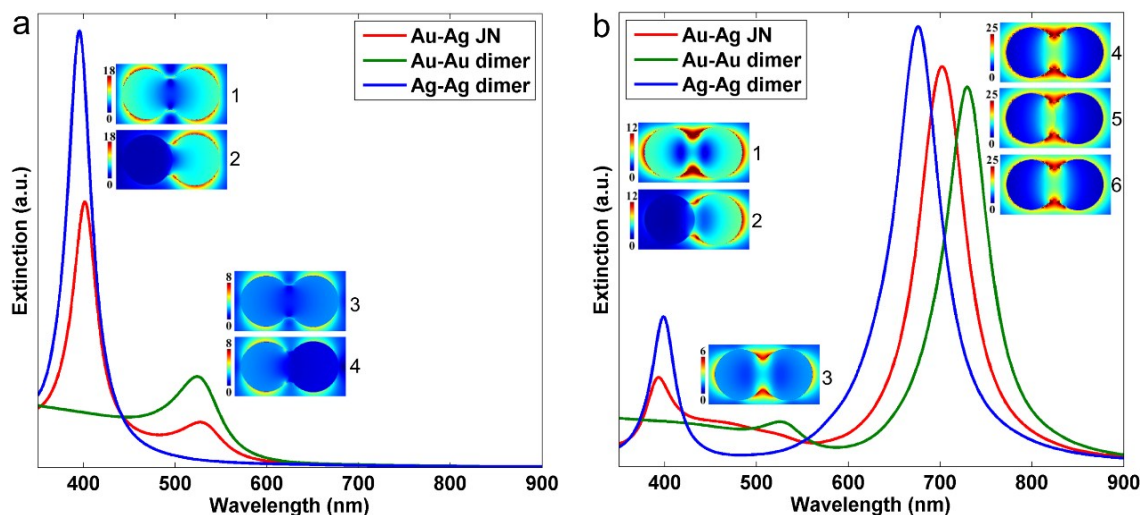 a
Au-Ag JN
Au-Au dimer
Ag-Ag dimer
18
0
1
18
0
2
8
0
3
8
0
4
Extinction (a.u.)
400 500 600 700 800 900
Wavelength (nm)
b
Au-Ag JN
Au-Au dimer
Ag-Ag dimer
25
0
4
25
0
5
25
0
6
12
0
1
12
0
2
6
0
3
Extinction (a.u.)
400 500 600 700 800 900
Wavelength (nm)